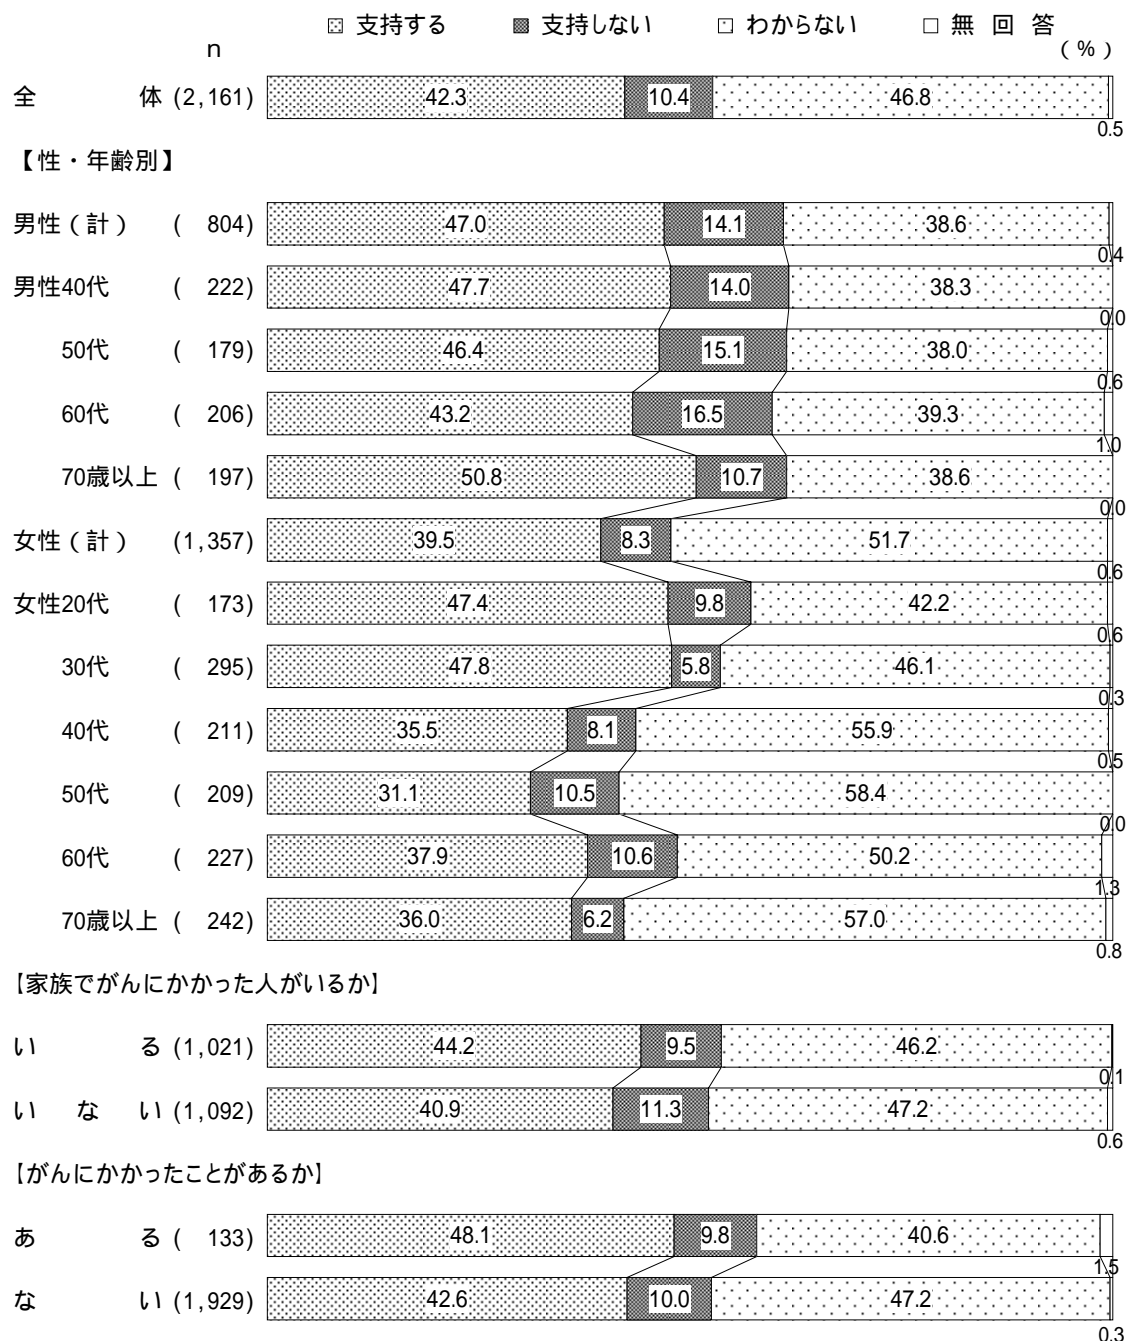 支持する 支持しない わからない 無 回 答
n (%)
全 体 (2,161) 42.3 10.4 46.8 0.5
【性・年齢別】
男性(計) ( 804) 47.0 14.1 38.6 0.4
男性40代 ( 222) 47.7 14.0 38.3 0.0
50代 ( 179) 46.4 15.1 38.0 0.6
60代 ( 206) 43.2 16.5 39.3 1.0
70歳以上 ( 197) 50.8 10.7 38.6 0.0
女性(計) (1,357) 39.5 8.3 51.7 0.6
女性20代 ( 173) 47.4 9.8 42.2 0.6
30代 ( 295) 47.8 5.8 46.1 0.3
40代 ( 211) 35.5 8.1 55.9 0.5
50代 ( 209) 31.1 10.5 58.4 0.0
60代 ( 227) 37.9 10.6 50.2 1.3
70歳以上 ( 242) 36.0 6.2 57.0 0.8
【家族でがんにかかった人がいるか】
い る (1,021) 44.2 9.5 46.2 0.1
い な い (1,092) 40.9 11.3 47.2 0.6
【がんにかかったことがあるか】
あ る ( 133) 48.1 9.8 40.6 1.5
な い (1,929) 42.6 10.0 47.2 0.3